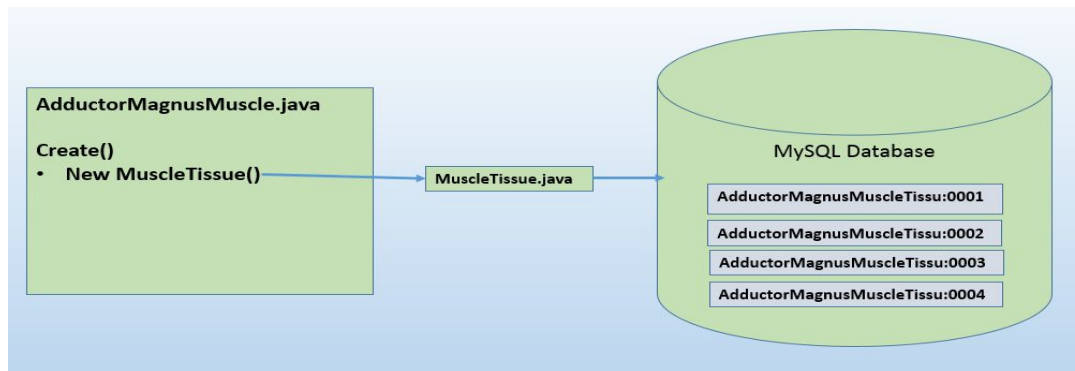 AdductorMagnusMuscle.java
Create()
• New MuscleTissue()
MuscleTissue.java
MySQL Database
AdductorMagnusMuscleTissu:0001
AdductorMagnusMuscleTissu:0002
AdductorMagnusMuscleTissu:0003
AdductorMagnusMuscleTissu:0004